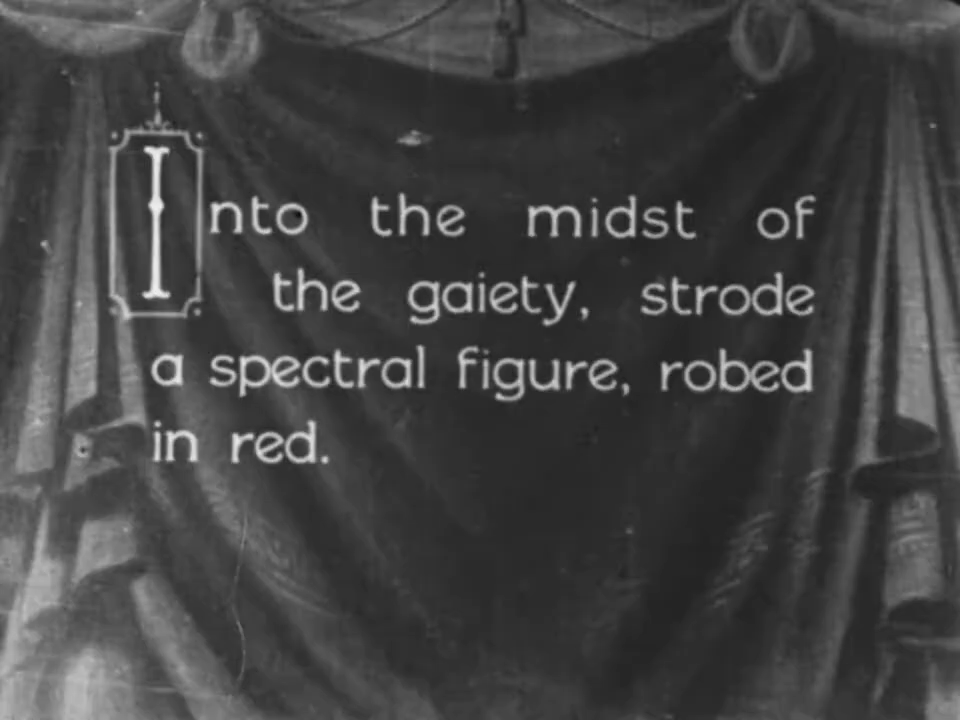 Into the midst of
the gaiety, strode
a spectral figure, robed
in red.